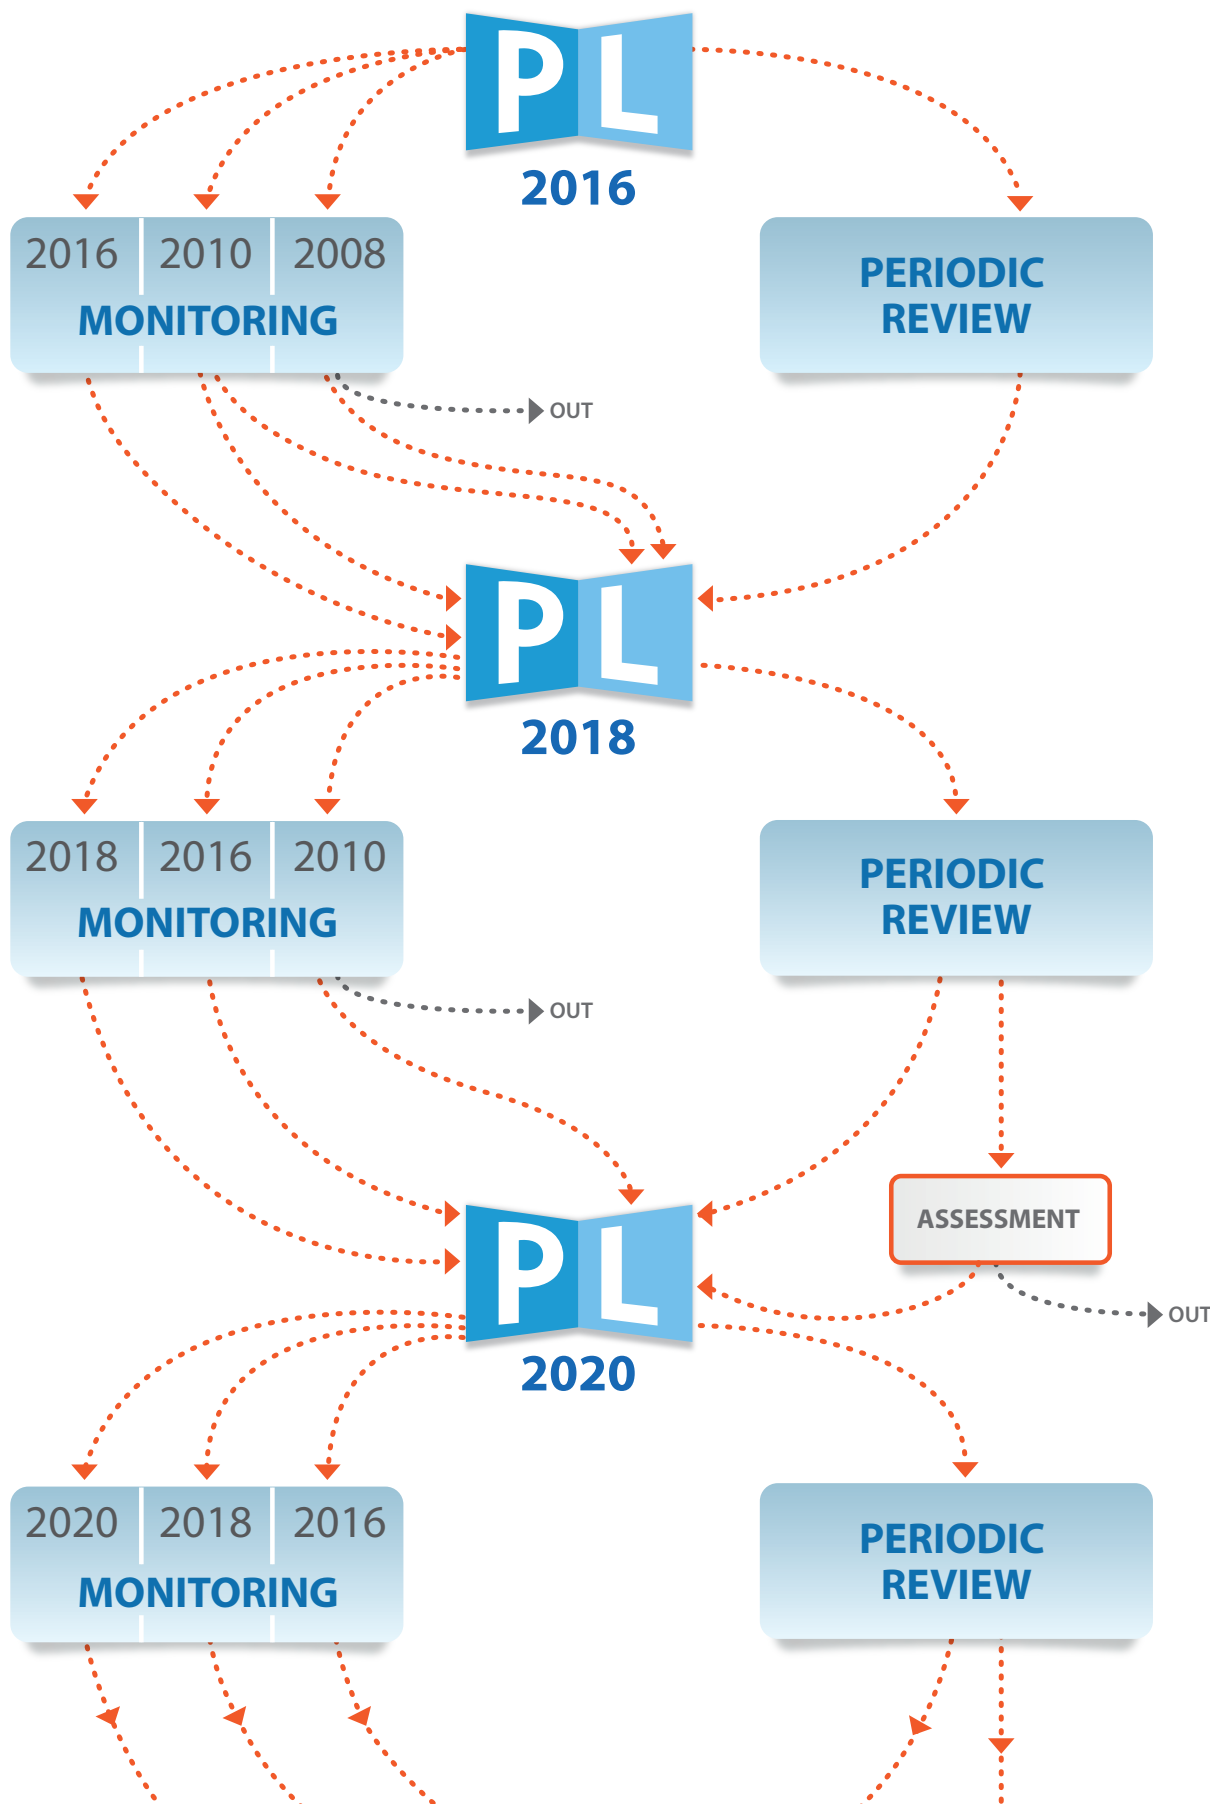 PL
2016
2016 2010 2008
MONITORING
PERIODIC
REVIEW
OUT
PL
2018
2018 2016 2010
MONITORING
PERIODIC
REVIEW
OUT
ASSESSMENT
OUT
PL
2020
2020 2018 2016
MONITORING
PERIODIC
REVIEW